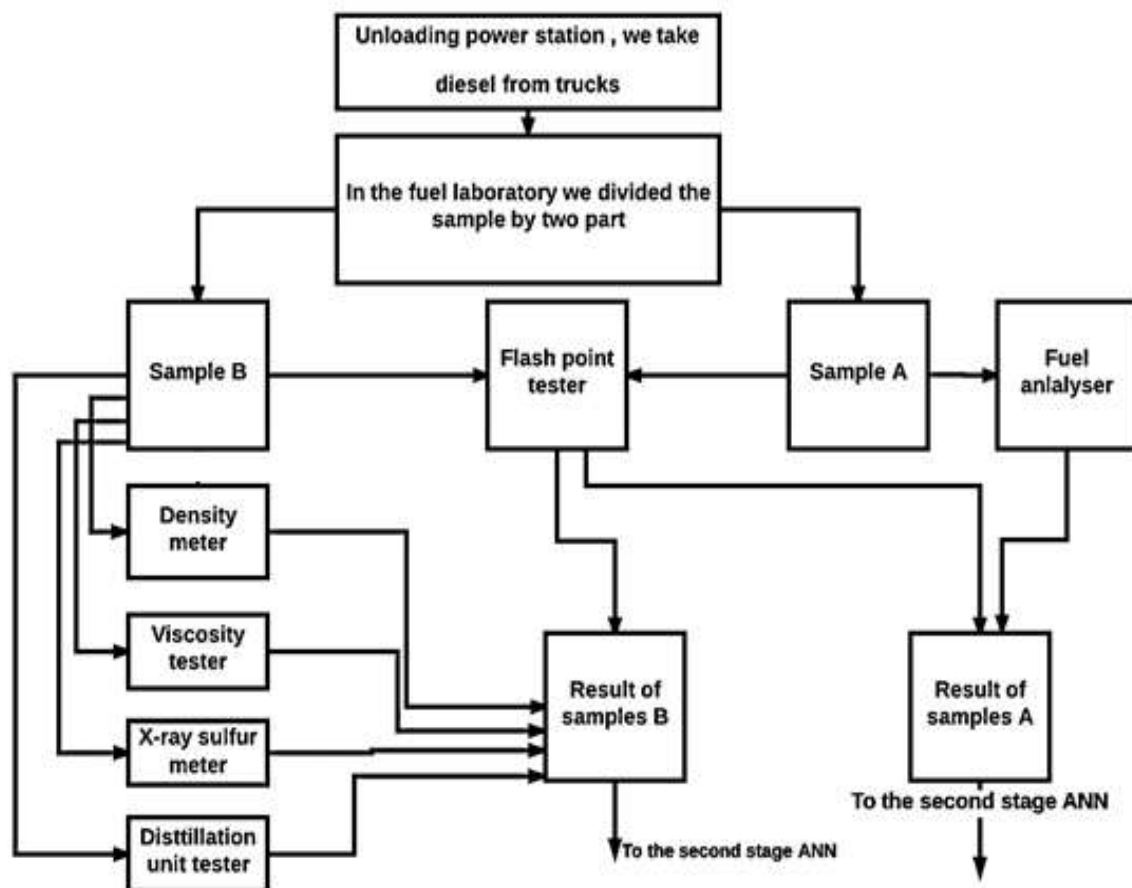 Unloading power station , we take
diesel from trucks
In the fuel laboratory we divided the
sample by two part
Sample B
Flash point
tester
Sample A
Fuel
anlalyser
Density
meter
Viscosity
tester
X-ray sulfur
meter
Disttillation
unit tester
Result of
samples B
Result of
samples A
To the second stage ANN
To the second stage ANN